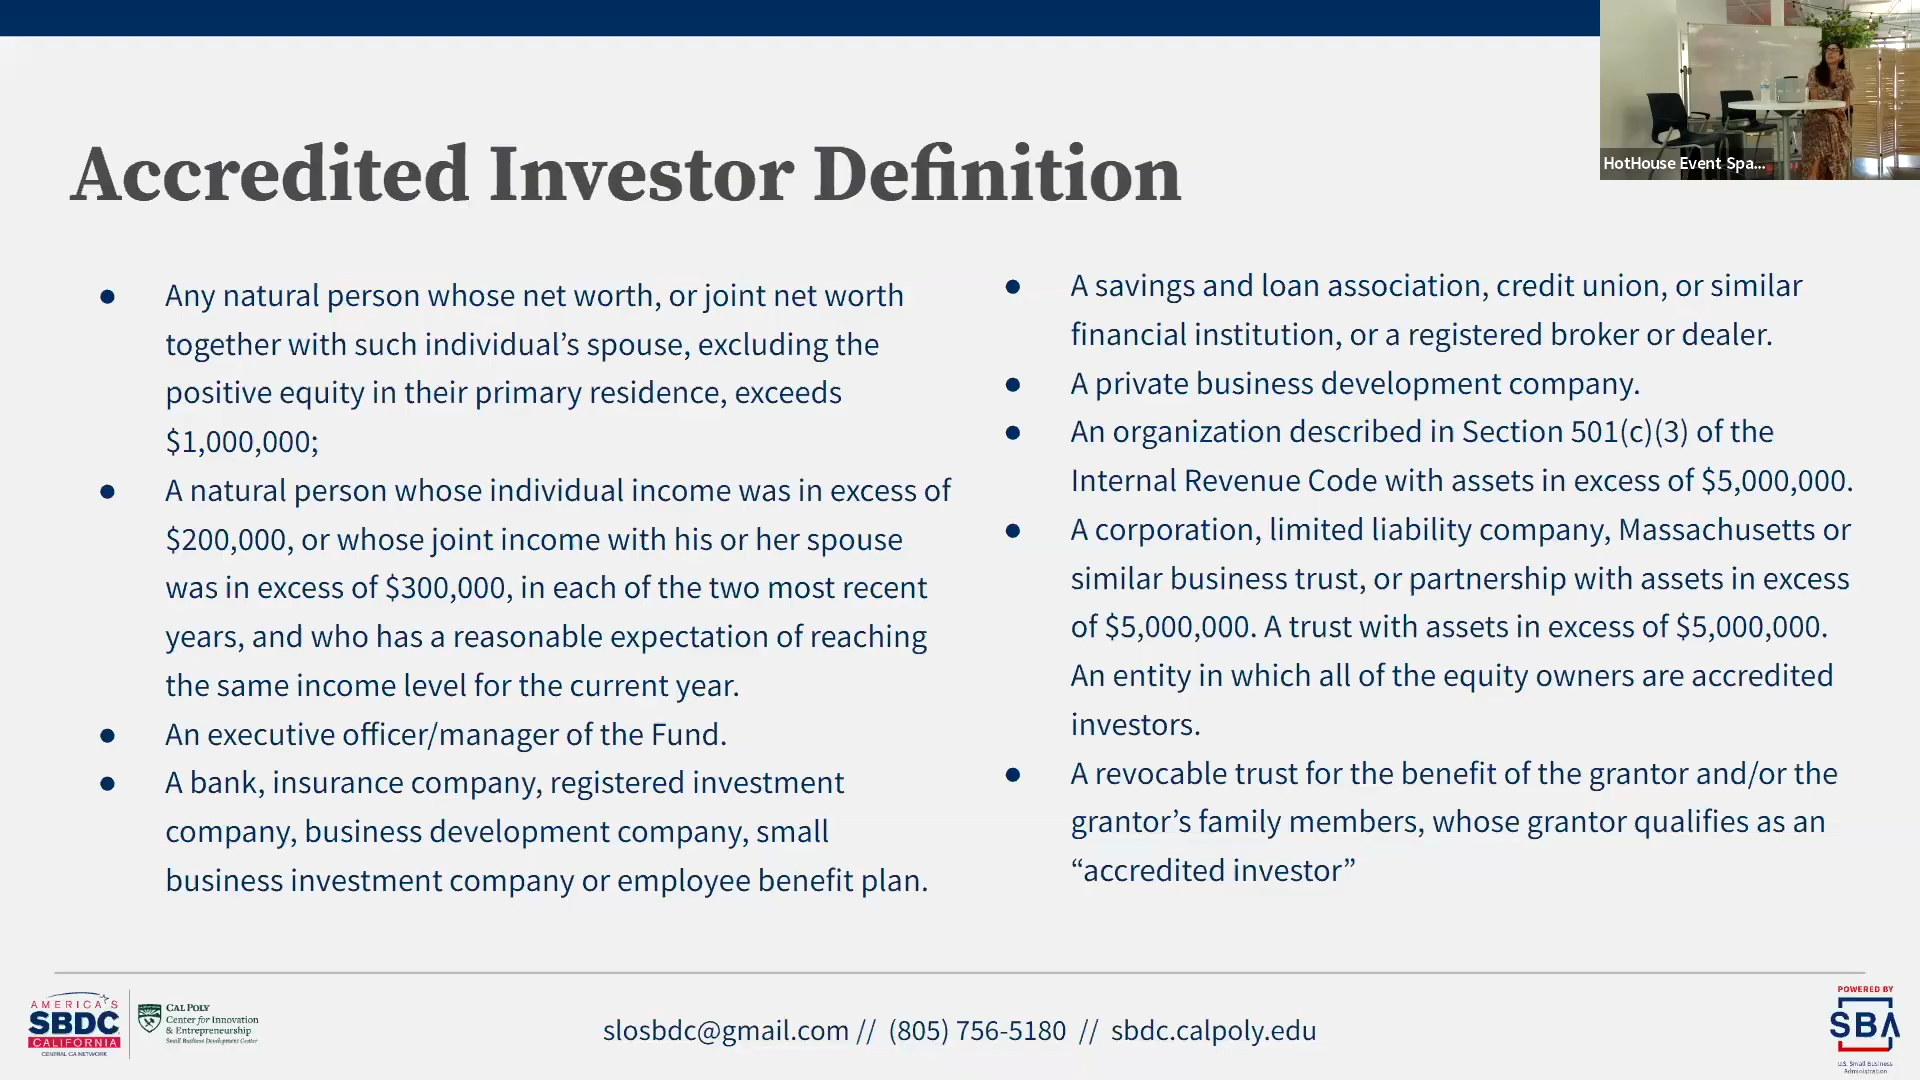 HotHouse Event Spa...
Accredited Investor Definition
● Any natural person whose net worth, or joint net worth
together with such individual’s spouse, excluding the
positive equity in their primary residence, exceeds
$1,000,000;
● A natural person whose individual income was in excess of
$200,000, or whose joint income with his or her spouse
was in excess of $300,000, in each of the two most recent
years, and who has a reasonable expectation of reaching
the same income level for the current year.
● An executive officer/manager of the Fund.
● A bank, insurance company, registered investment
company, business development company, small
business investment company or employee benefit plan.
● A savings and loan association, credit union, or similar
financial institution, or a registered broker or dealer.
● A private business development company.
● An organization described in Section 501(c)(3) of the
Internal Revenue Code with assets in excess of $5,000,000.
● A corporation, limited liability company, Massachusetts or
similar business trust, or partnership with assets in excess
of $5,000,000. A trust with assets in excess of $5,000,000.
An entity in which all of the equity owners are accredited
investors.
● A revocable trust for the benefit of the grantor and/or the
grantor’s family members, whose grantor qualifies as an
“accredited investor”
AMERICA'S
SBDC
CALIFORNIA
CENTRAL CA NETWORK
CAL POLY
Center for Innovation
& Entrepreneurship
Small Business Development Center
slosbdc@gmail.com // (805) 756-5180 // sbdc.calpoly.edu
POWERED BY
SBA
U.S. Small Business
Administration